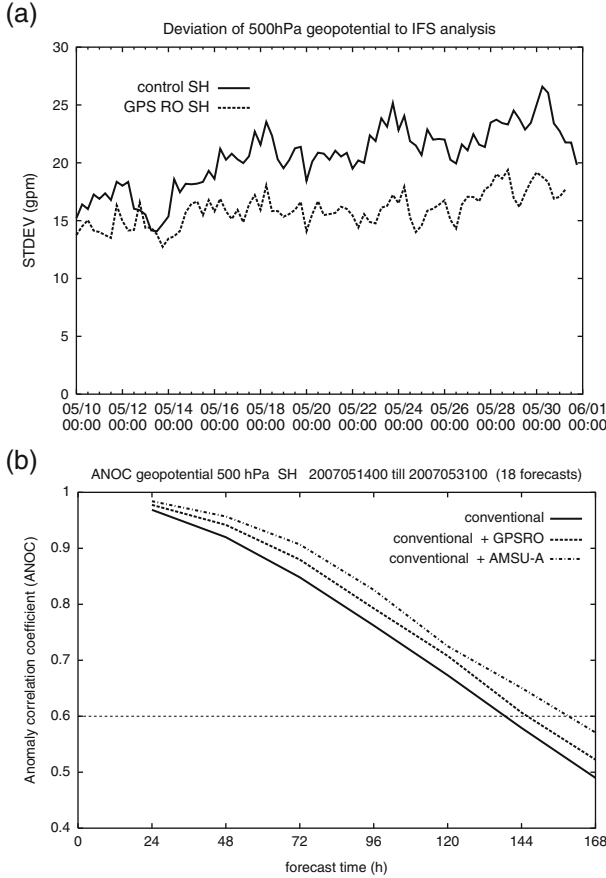 (a)
Deviation of 500hPa geopotential to IFS analysis
30
25
20
15
10
5
0
STDEV (gpm)
control SH
GPS RO SH
05/10 05/12 05/14 05/16 05/18 05/20 05/22 05/24 05/26 05/28 05/30 06/01
00:00 00:00 00:00 00:00 00:00 00:00 00:00 00:00 00:00 00:00 00:00 00:00
(b)
ANOC geopotential 500 hPa SH 2007051400 till 2007053100 (18 forecasts)
1
0.9
0.8
0.7
0.6
0.5
0.4
Anomaly correlation coefficient (ANOC)
conventional
conventional + GPSRO
conventional + AMSU-A
0 24 48 72 96 120 144 168
forecast time (h)